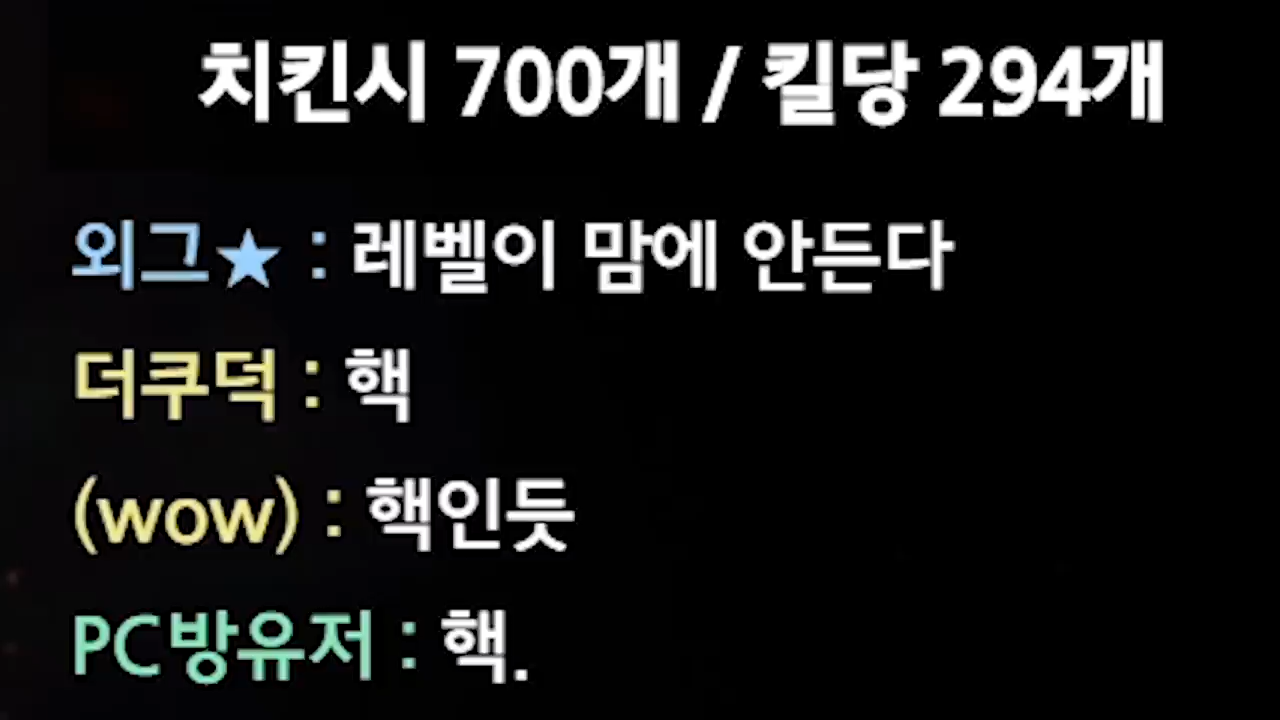 치킨시 700개 / 킬당 294개
외그★ : 레벨이 맘에 안든다
더쿠덕 : 핵
(wow) : 핵인듯
PC방유저 : 핵.